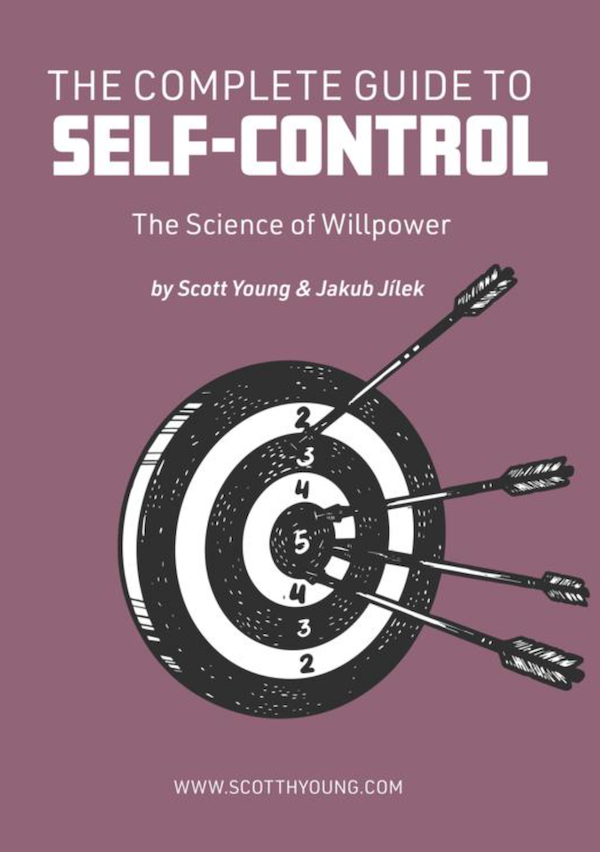 THE COMPLETE GUIDE TO
SELF-CONTROL
The Science of Willpower
by Scott Young & Jakub Jílek
2
3
4
5
4
3
2
WWW.SCOTTHYOUNG.COM